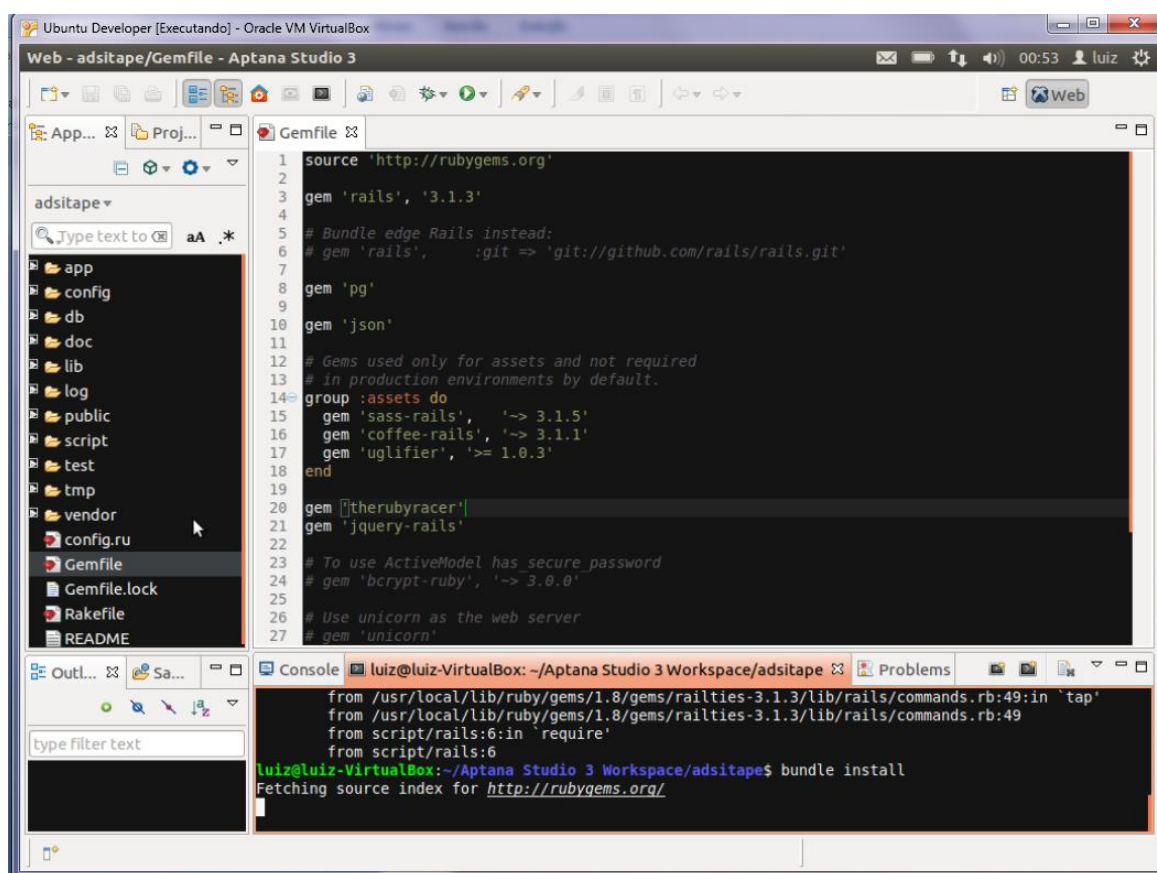 Ubuntu Developer [Executando] - Oracle VM VirtualBox
Web - adsitape/Gemfile - Aptana Studio 3
00:53 luiz
Web
App... Proj...
Gemfile
adsitape
Type text to aA .*
app
config
db
doc
lib
log
public
script
test
tmp
vendor
config.ru
Gemfile
Gemfile.lock
Rakefile
README
1 source 'http://rubygems.org'
2
3 gem 'rails', '3.1.3'
4
5 # Bundle edge Rails instead:
6 # gem 'rails',     :git => 'git://github.com/rails/rails.git'
7
8 gem 'pg'
9
10 gem 'json'
11
12 # Gems used only for assets and not required
13 # in production environments by default.
14 group :assets do
15   gem 'sass-rails',   '~> 3.1.5'
16   gem 'coffee-rails', '~> 3.1.1'
17   gem 'uglifier', '>= 1.0.3'
18 end
19
20 gem 'therubyracer'
21 gem 'jquery-rails'
22
23 # To use ActiveModel has_secure_password
24 # gem 'bcrypt-ruby', '~> 3.0.0'
25
26 # Use unicorn as the web server
27 # gem 'unicorn'
Outl... Sa...
type filter text
Console luiz@luiz-VirtualBox: ~/Aptana Studio 3 Workspace/adsitape Problems
from /usr/local/lib/ruby/gems/1.8/gems/railties-3.1.3/lib/rails/commands.rb:49:in `tap'
from /usr/local/lib/ruby/gems/1.8/gems/railties-3.1.3/lib/rails/commands.rb:49
from script/rails:6:in `require'
from script/rails:6
luiz@luiz-VirtualBox:~/Aptana Studio 3 Workspace/adsitape$ bundle install
Fetching source index for http://rubygems.org/